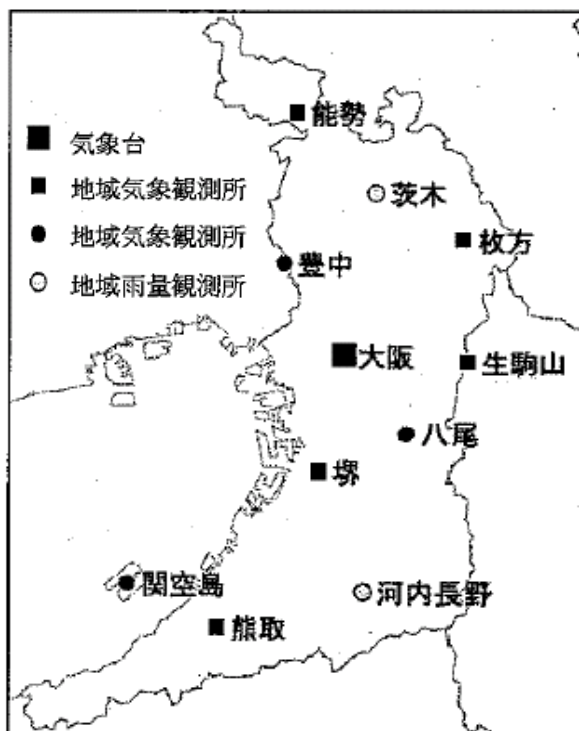 能勢
気象台
地域気象観測所
茨木
地域気象観測所
枚方
豊中
地域雨量観測所
大阪
生駒山
八尾
堺
関空島
河内長野
熊取